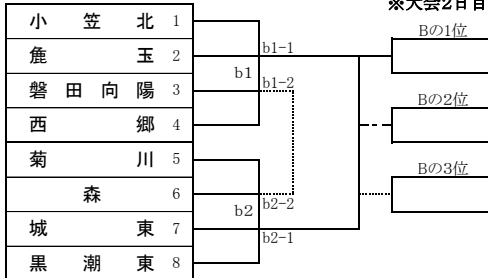 ※大会2日目
小笠北 1
麁玉 2
磐田向陽 3
西郷 4
菊川 5
森 6
城東 7
黒潮東 8
b1
b1-1
b1-2
b2
b2-2
b2-1
Bの1位
Bの2位
Bの3位